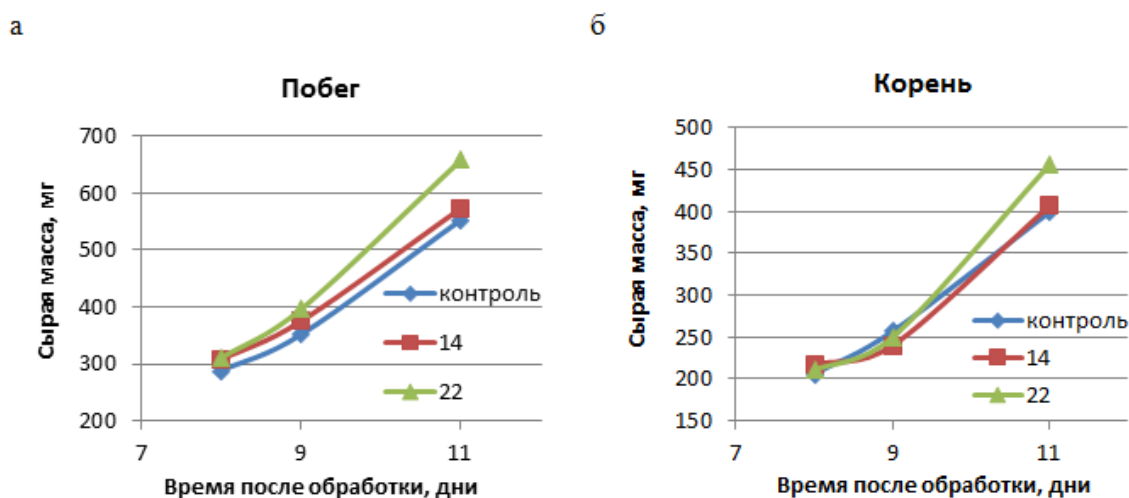 а
Побег
Сырая масса, мг
700
600
500
400
300
200
7
9
11
контроль
14
22
Время после обработки, дни
б
Корень
Сырая масса, мг
500
450
400
350
300
250
200
150
7
9
11
контроль
14
22
Время после обработки, дни